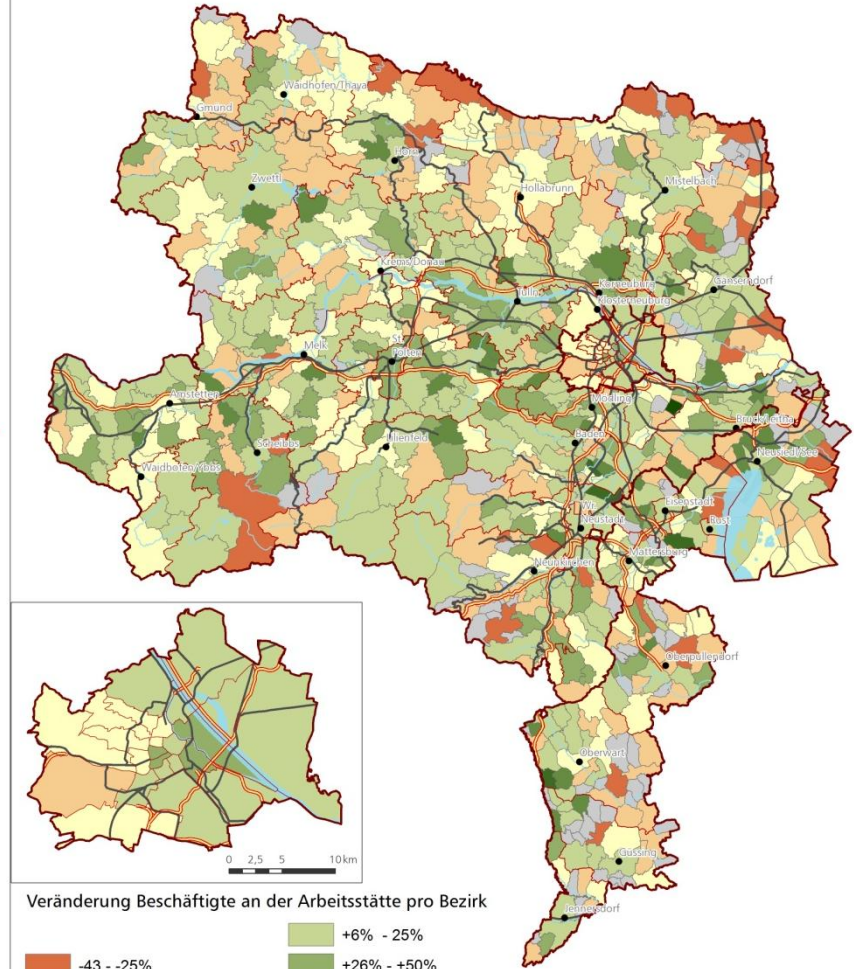 Waidhofen/Thaya
Gmünd
Horn
Zwettl
Hollabrunn
Mistelbach
Krems/Donau
Korneuburg
Gänserndorf
Tulln
Klosterneuburg
St.
Pölten
Melk
Amstetten
Mödling
Bruck/Leitha
Baden
Scheibbs
Lilienfeld
Neusiedl/See
Waidhofen/Ybbs
Eisenstadt
Wr.
Neustadt
Rust
Mattersburg
Neunkirchen
Oberpullendorf
Oberwart
Güssing
Jennersdorf
0 2,5 5 10 km
Veränderung Beschäftigte an der Arbeitsstätte pro Bezirk
+6% - 25%
-43 - -25%
+26% - +50%